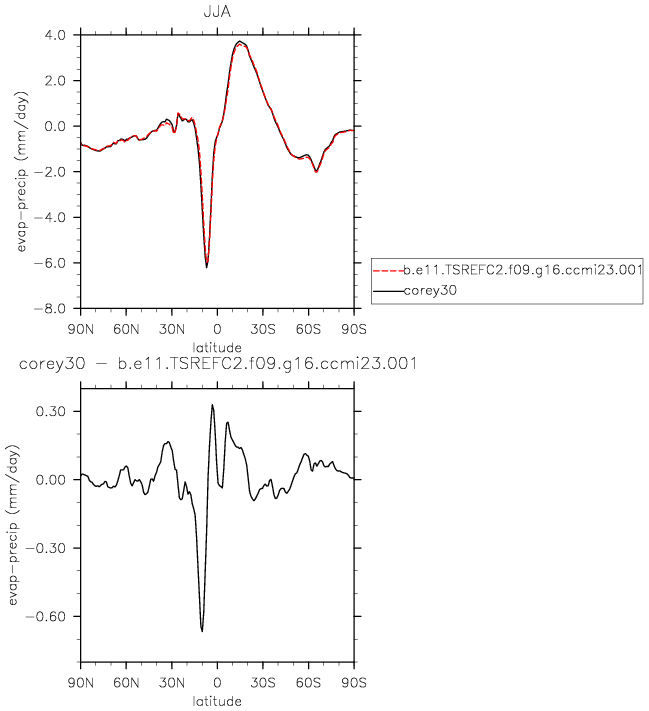 JJA
4.0
2.0
0.0
-2.0
-4.0
-6.0
-8.0
evap-precip (mm/day)
90N 60N 30N 0 30S 60S 90S
latitude
b.e11.TSREFC2.f09.g16.ccmi23.001
corey30
corey30 - b.e11.TSREFC2.f09.g16.ccmi23.001
0.30
0.00
-0.30
-0.60
evap-precip (mm/day)
90N 60N 30N 0 30S 60S 90S
latitude